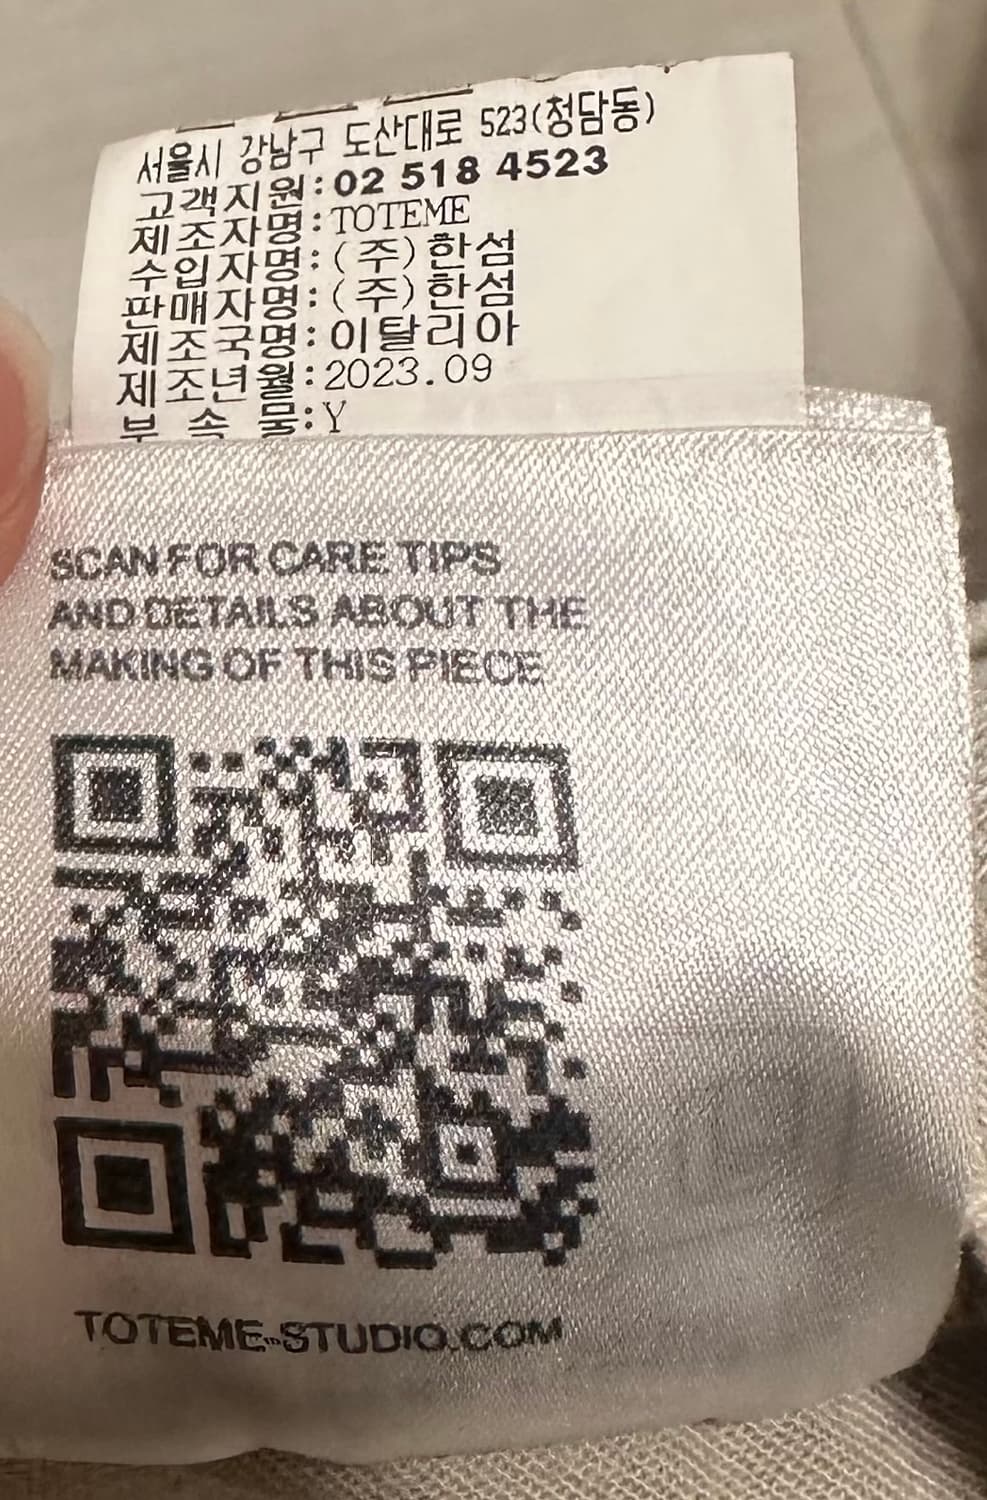 서울시 강남구 도산대로 523(청담동)
고객지원:02 518 4523
제조자명:TOTEME
수입자명:(주)한섬
판매자명:(주)한섬
제조국명:이탈리아
제조년월:2023.09
부속물:Y
SCAN FOR CARE TIPS
AND DETAILS ABOUT THE
MAKING OF THIS PIECE
TOTEME-STUDIO.COM